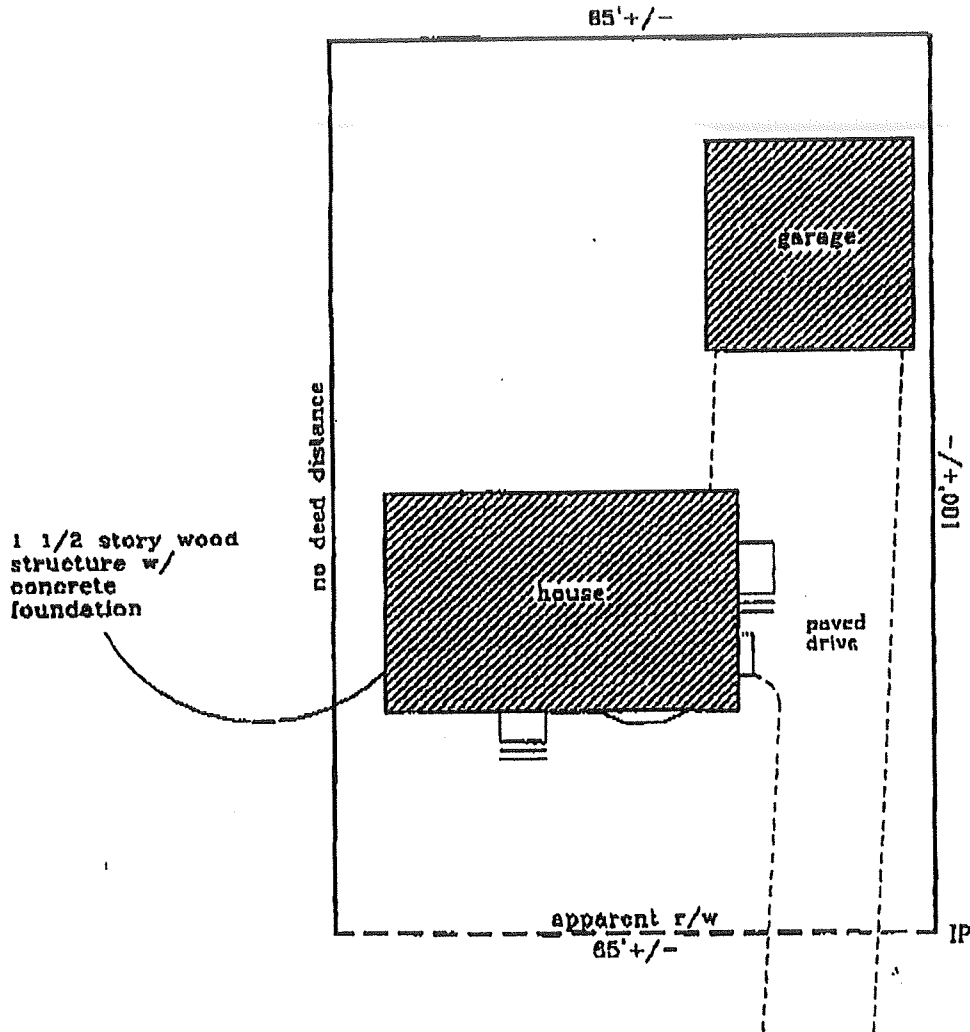 65'+/-
garage
no deed distance
100'+/-
1 1/2 story wood
structure w/
concrete
foundation
house
paved
drive
apparent r/w
65'+/-
IP